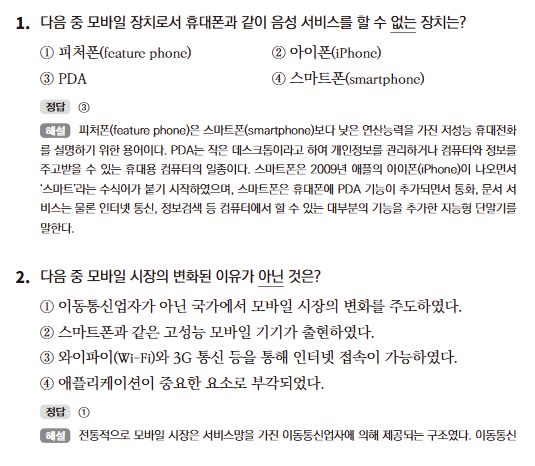 1. 다음 중 모바일 장치로서 휴대폰과 같이 음성 서비스를 할 수 없는 장치는?
① 피처폰(feature phone) ② 아이폰(iPhone)
③ PDA ④ 스마트폰(smartphone)
정답 ③
해설 피처폰(feature phone)은 스마트폰(smartphone)보다 낮은 연산능력을 가진 저성능 휴대전화
를 설명하기 위한 용어이다. PDA는 작은 데스크톱이라고 하여 개인정보를 관리하거나 컴퓨터와 정보를
주고받을 수 있는 휴대용 컴퓨터의 일종이다. 스마트폰은 2009년 애플의 아이폰(iPhone)이 나오면서
‘스마트’라는 수식어가 붙기 시작하였으며, 스마트폰은 휴대폰에 PDA 기능이 추가되면서 통화, 문서 서
비스는 물론 인터넷 통신, 정보검색 등 컴퓨터에서 할 수 있는 대부분의 기능을 추가한 지능형 단말기를
말한다.
2. 다음 중 모바일 시장의 변화된 이유가 아닌 것은?
① 이동통신업자가 아닌 국가에서 모바일 시장의 변화를 주도하였다.
② 스마트폰과 같은 고성능 모바일 기기가 출현하였다.
③ 와이파이(Wi-Fi)와 3G 통신 등을 통해 인터넷 접속이 가능하였다.
④ 애플리케이션이 중요한 요소로 부각되었다.
정답 ①
해설 전통적으로 모바일 시장은 서비스망을 가진 이동통신업자에 의해 제공되는 구조였다. 이동통신